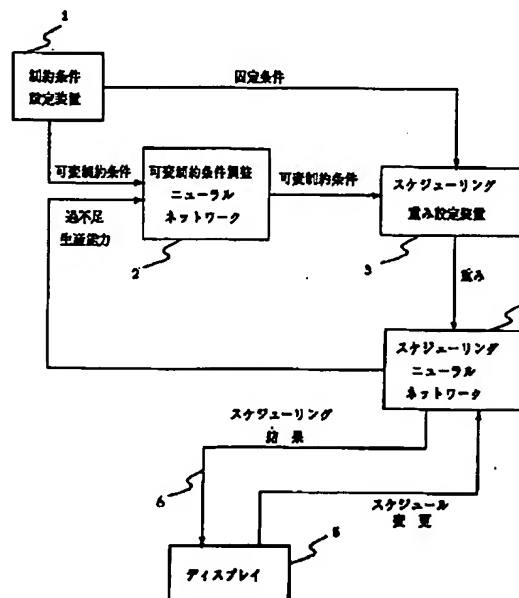 1
制約条件
設定装置
固定条件
可変制約条件
可変制約条件調整
ニューラル
ネットワーク
可変制約条件
スケジューリング
重み設定装置
過不足
生産能力
2
3
重み
スケジューリング
ニューラル
ネットワーク
スケジューリング
結果
6
スケジュール
変更
5
ディスプレイ